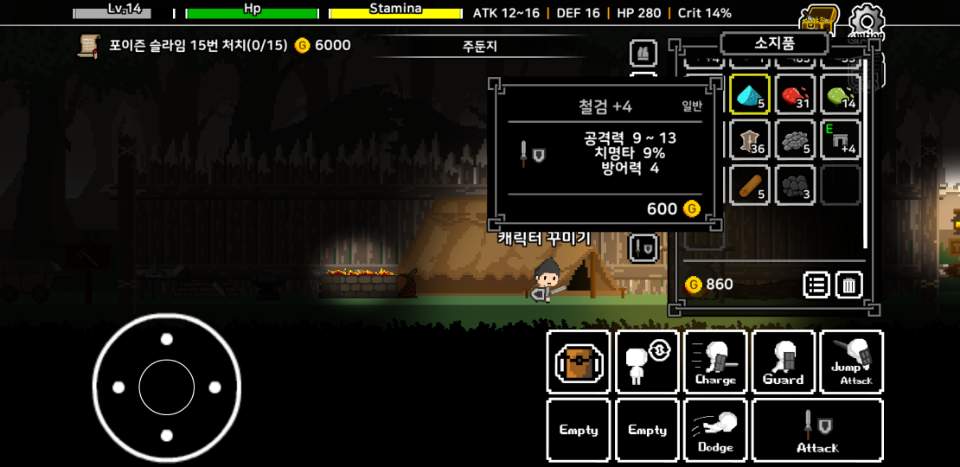 Lv.14
Hp
Stamina
ATK 12~16 | DEF 16 | HP 280 | Crit 14%
포이즌 슬라임 15번 처치(0/15) G 6000
주둔지
소지품
철검 +4
일반
공격력 9 ~ 13
치명타 9%
방어력 4
600 G
5
31
14
36
5
E
+4
5
3
캐릭터 꾸미기
G 860
Charge
Guard
Jump
Attack
Empty
Empty
Dodge
Attack